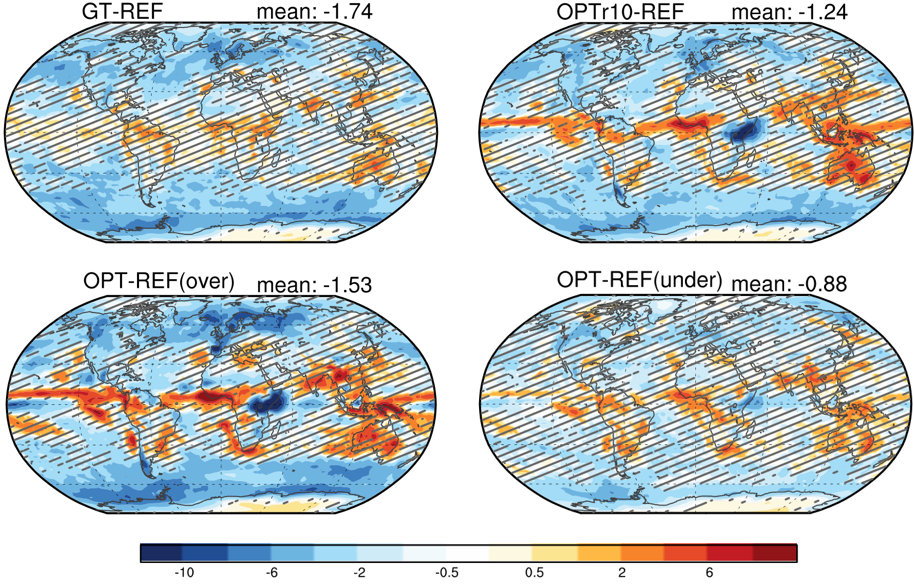 GT-REF mean: -1.74
OPTr10-REF mean: -1.24
OPT-REF(over) mean: -1.53
OPT-REF(under) mean: -0.88
-10 -6 -2 -0.5 0.5 2 6